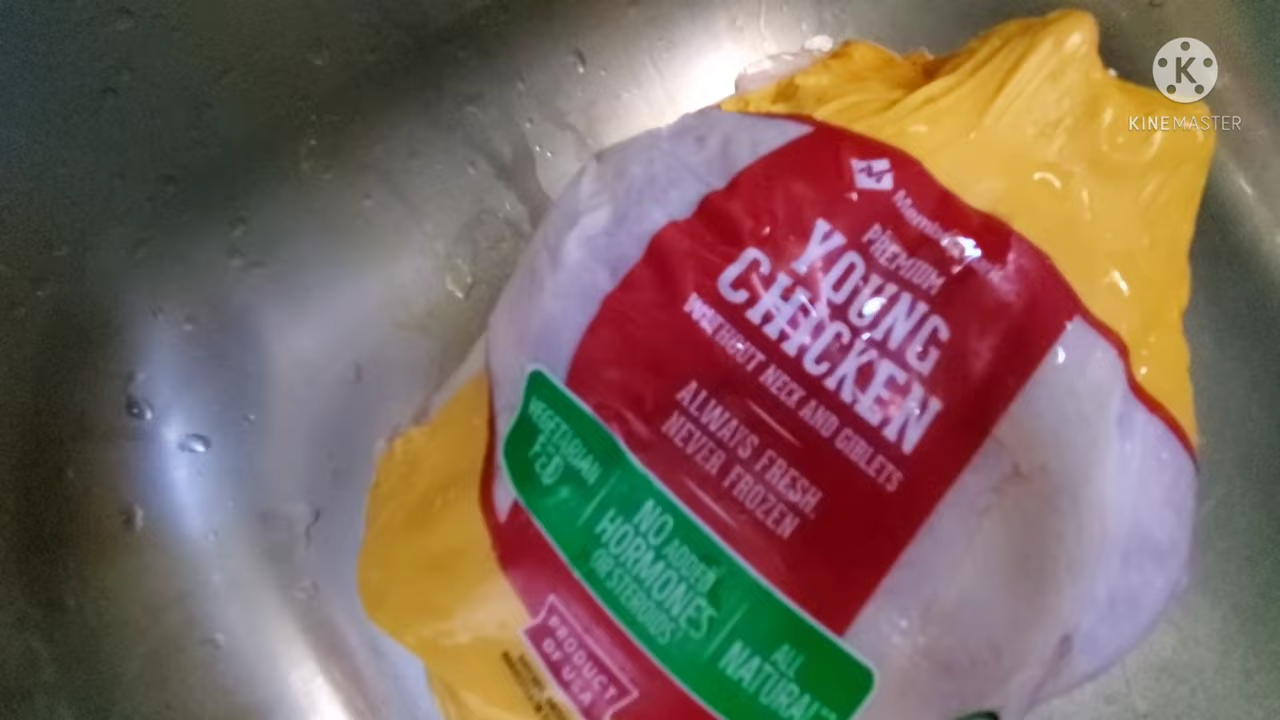 K
KINEMASTER
M
PREMIUM
YOUNG
CHICKEN
WITHOUT NECK AND GIBLETS
ALWAYS FRESH
NEVER FROZEN
VEGETARIAN
FED
NO ADDED
HORMONES
OR STEROIDS*
ALL
NATURAL**
PRODUCT
OF USA